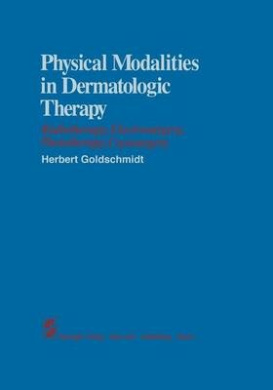 Physical Modalities
in Dermatologic
Therapy
Radiotherapy, Electrosurgery,
Phototherapy, Cryosurgery
Herbert Goldschmidt